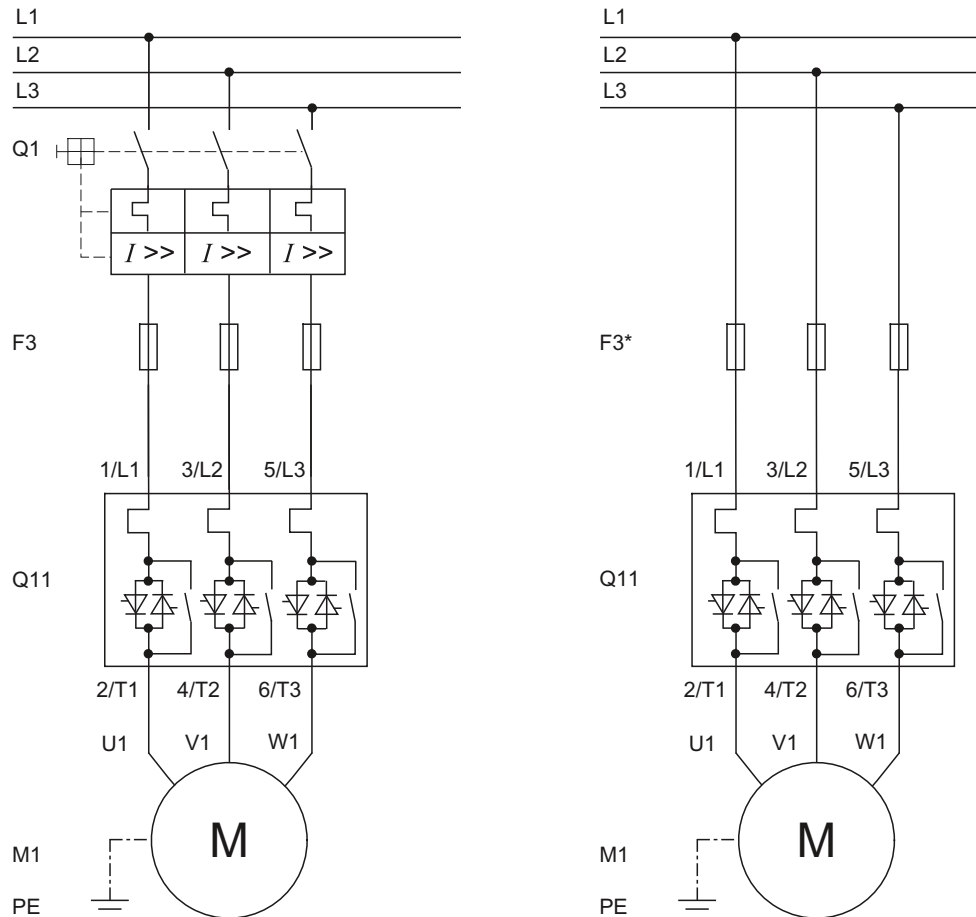 L1
L2
L3
Q1
I >> I >> I >>
F3
1/L1 3/L2 5/L3
Q11
2/T1 4/T2 6/T3
U1 V1 W1
M
M1
PE
L1
L2
L3
F3*
1/L1 3/L2 5/L3
Q11
2/T1 4/T2 6/T3
U1 V1 W1
M
M1
PE